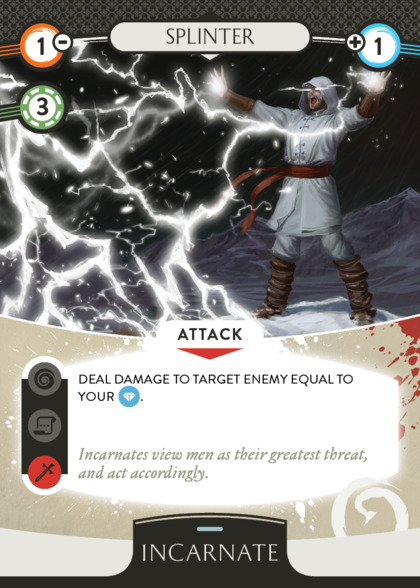 SPLINTER
1 -
+ 1
3
ATTACK
DEAL DAMAGE TO TARGET ENEMY EQUAL TO
YOUR .
Incarnates view men as their greatest threat,
and act accordingly.
INCARNATE